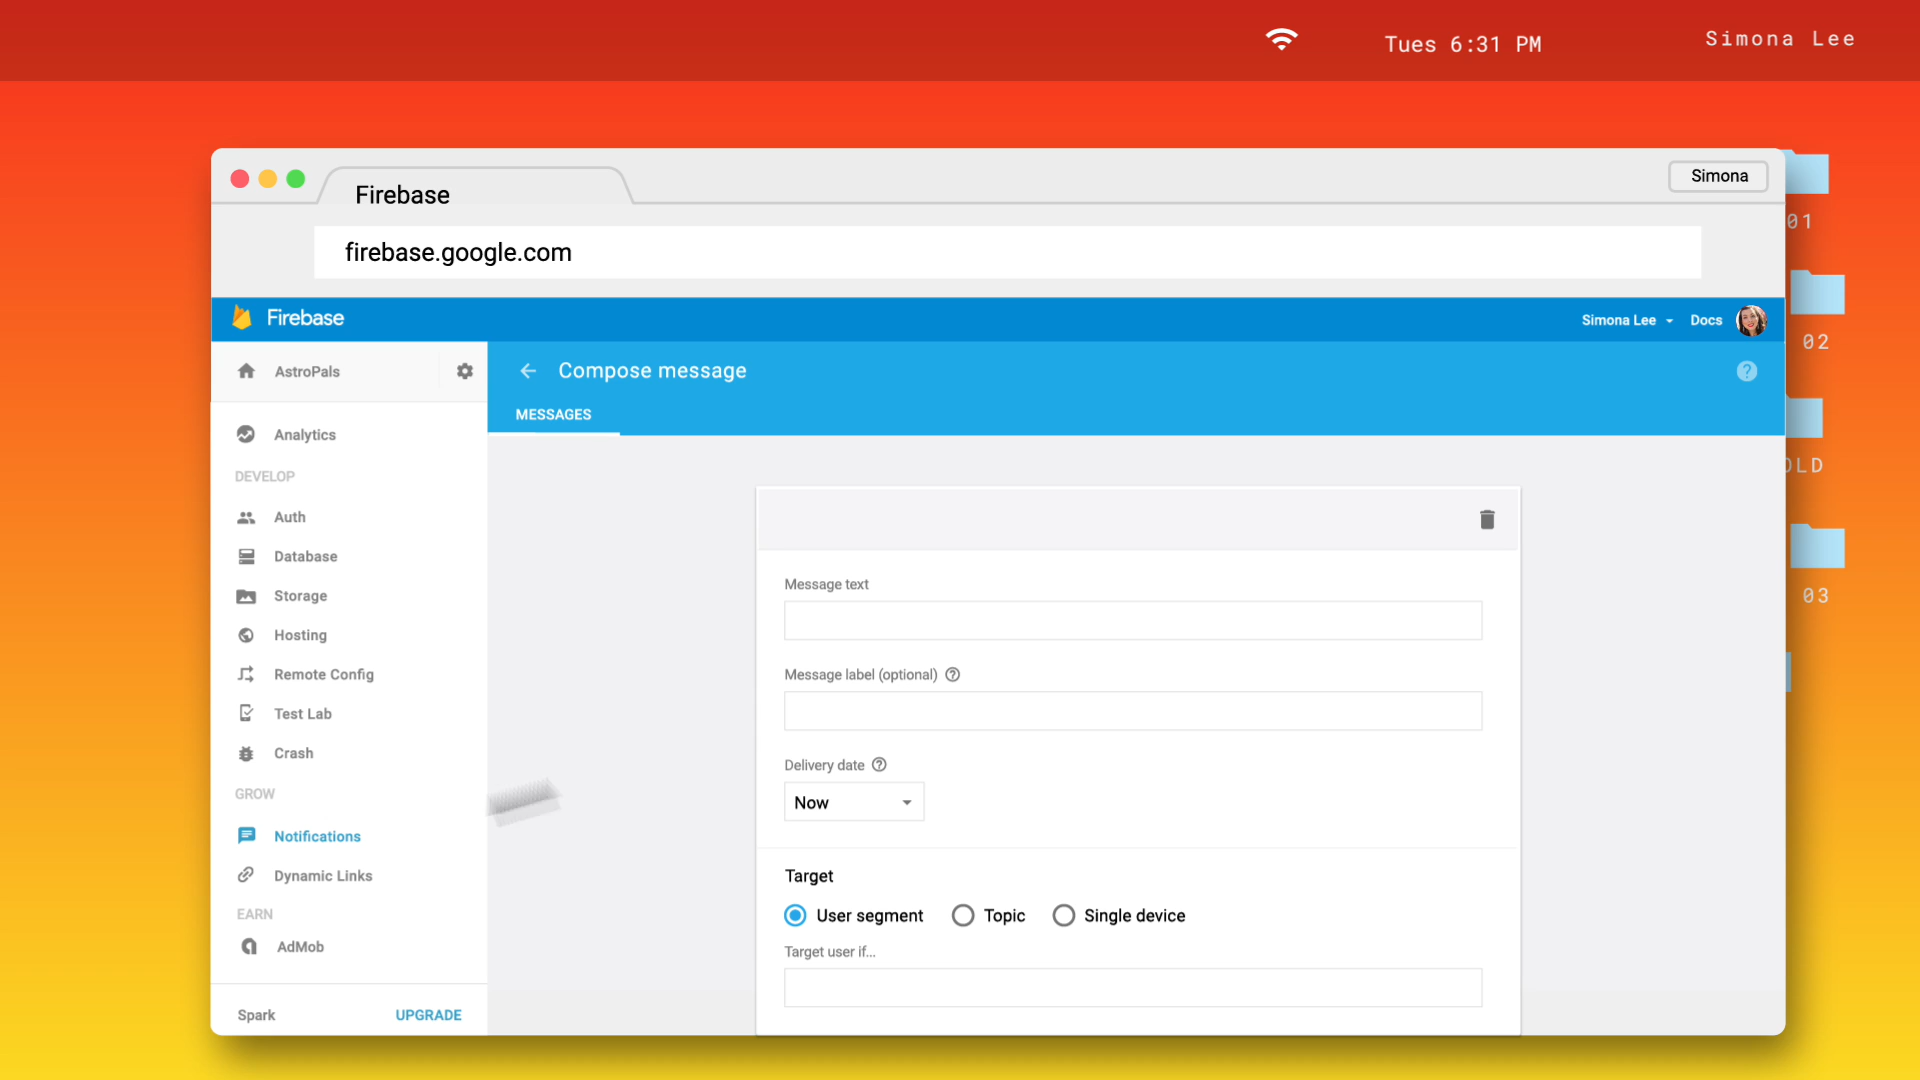 Tues 6:31 PM
Simona Lee
Firebase
Simona
firebase.google.com
Firebase
Simona Lee
Docs
AstroPals
Compose message
MESSAGES
Analytics
DEVELOP
Auth
Database
Storage
Hosting
Remote Config
Test Lab
Crash
GROW
Notifications
Dynamic Links
EARN
AdMob
Spark
UPGRADE
Message text
Message label (optional)
Delivery date
Now
Target
User segment
Topic
Single device
Target user if...
01
02
OLD
03